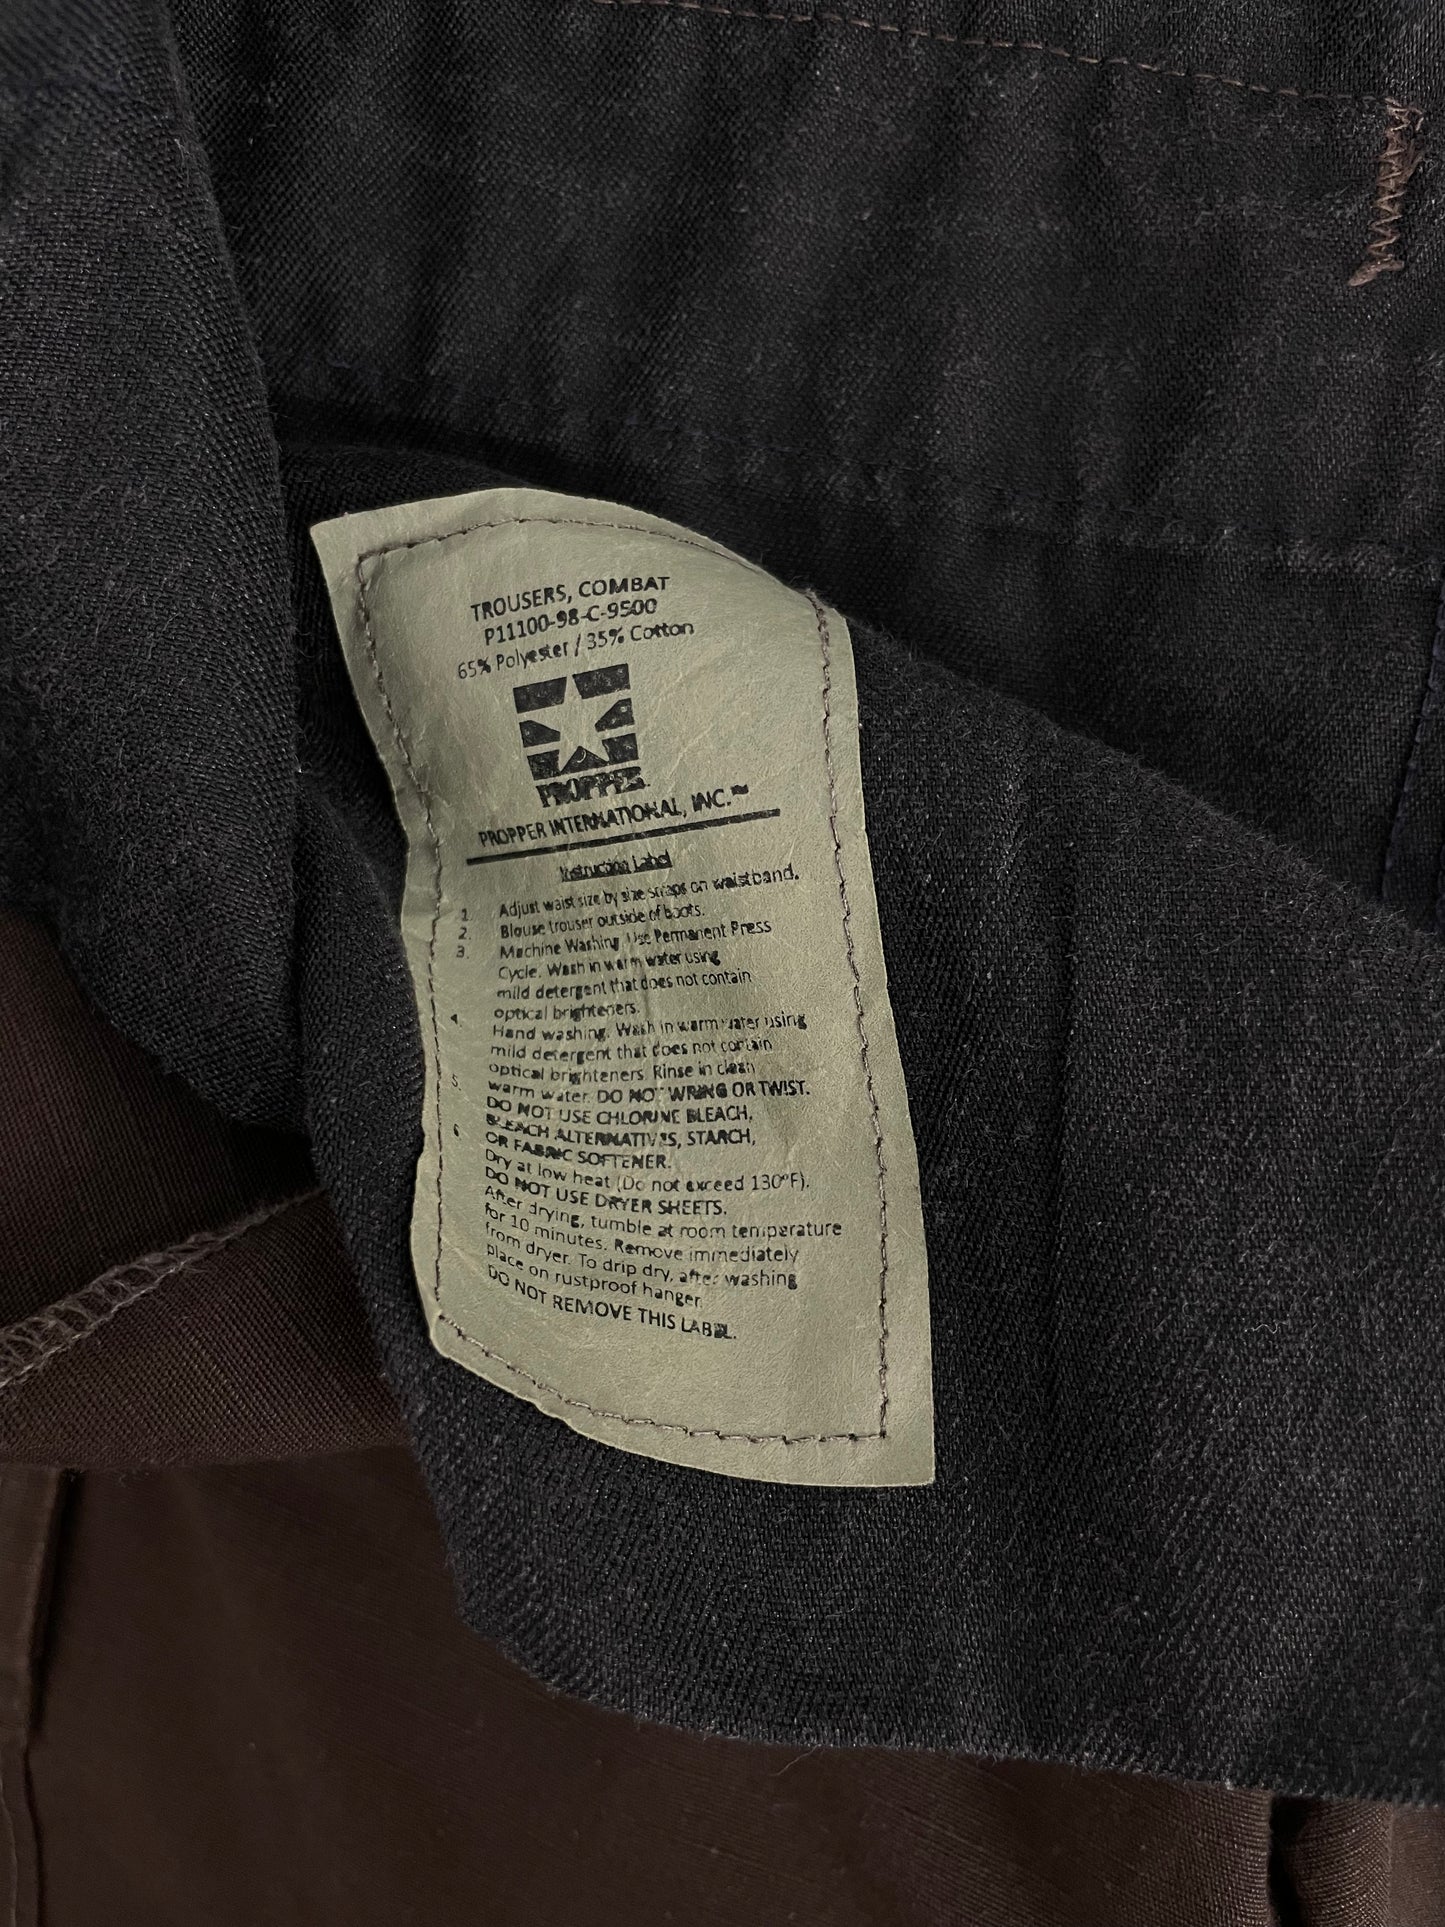 TROUSERS, COMBAT
P11100-98-C-9500
65% Polyester / 35% Cotton
PROPPER
PROPPER INTERNATIONAL, INC.™
Instruction Label
1. Adjust waist size by size snaps on waistband.
2. Blouse trouser outside of boots.
3. Machine Washing. Use Permanent Press
Cycle. Wash in warm water using
mild detergent that does not contain
optical brighteners.
4. Hand washing. Wash in warm water using
mild detergent that does not contain
optical brighteners. Rinse in clean
5. warm water. DO NOT WRING OR TWIST.
DO NOT USE CHLORINE BLEACH,
BLEACH ALTERNATIVES, STARCH,
6. OR FABRIC SOFTENER.
Dry at low heat (Do not exceed 130°F).
DO NOT USE DRYER SHEETS.
After drying, tumble at room temperature
for 10 minutes. Remove immediately
from dryer. To drip dry, after washing
place on rustproof hanger.
DO NOT REMOVE THIS LABEL.